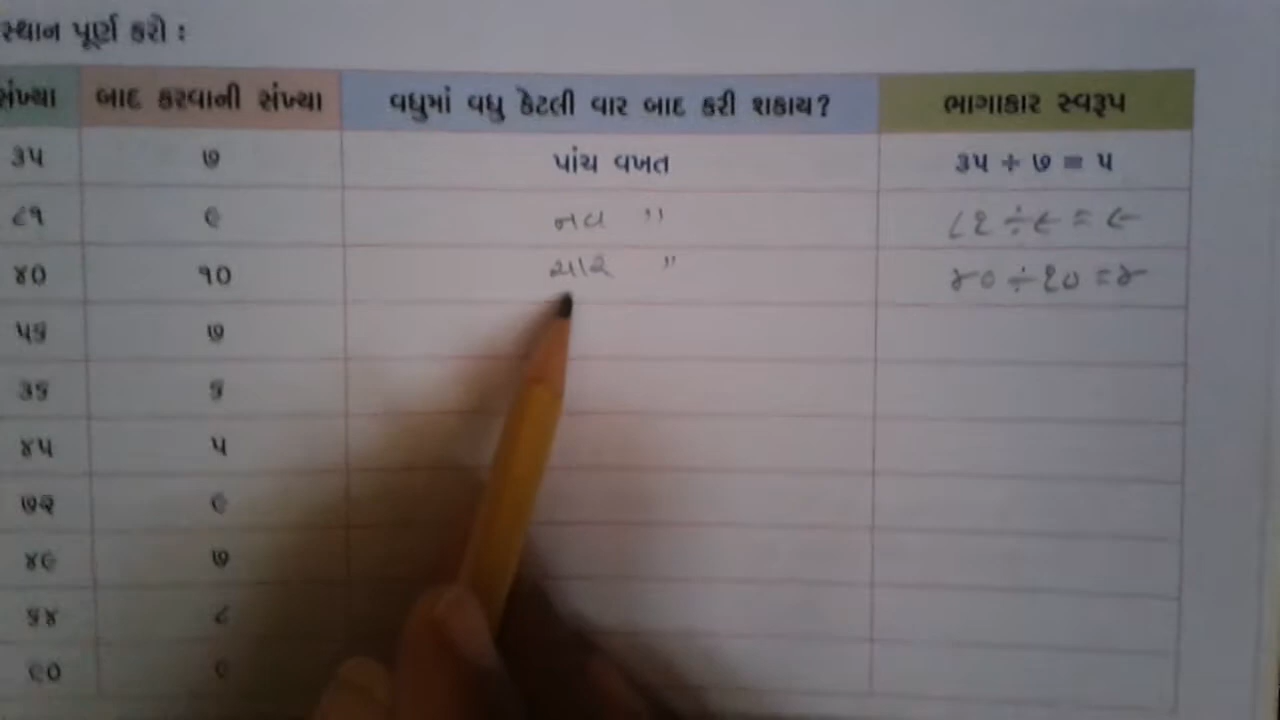 સ્થાન પૂર્ણ કરો :
સંખ્યા બાદ કરવાની સંખ્યા વધુમાં વધુ કેટલી વાર બાદ કરી શકાય? ભાગાકાર સ્વરૂપ
૩૫ ૭ પાંચ વખત ૩૫ ÷ ૭ = ૫
૮૧ ૯ નવ " ૮૧ ÷ ૯ = ૯
૪૦ ૧૦ ચાર " ૪૦ ÷ ૧૦ = ૪
૫૬ ૭
૩૬ ૬
૪૫ ૫
૭૨ ૯
૪૯ ૭
૬૪ ૮
૯૦ ૯